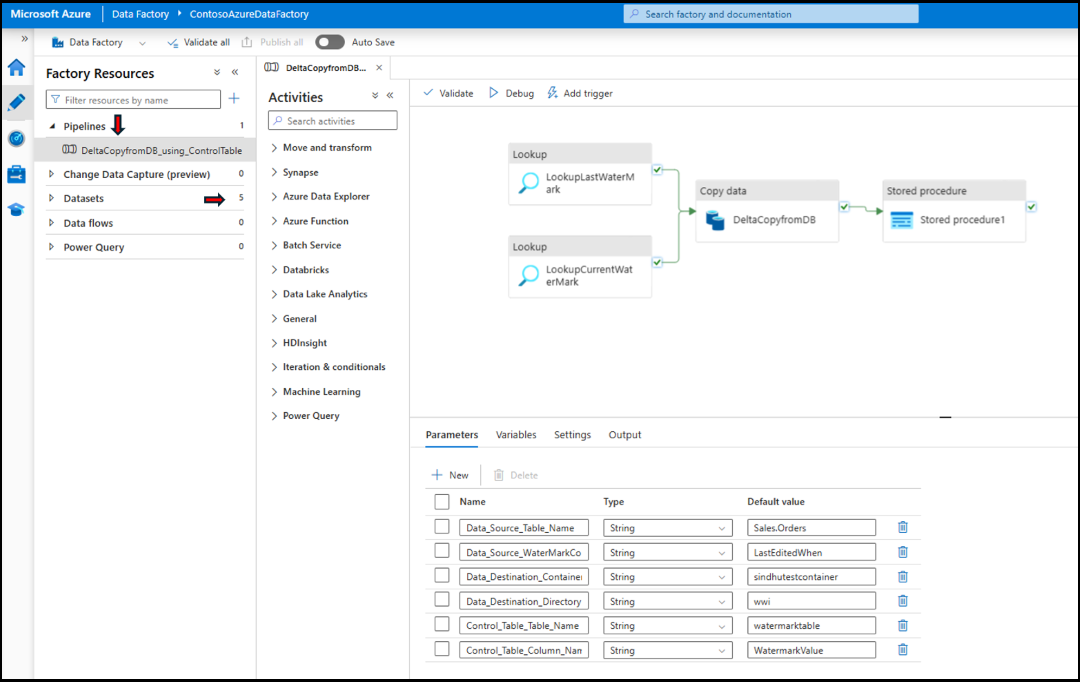 Microsoft Azure Data Factory ContosoAzureDataFactory Search factory and documentation
Data Factory Validate all Publish all Auto Save
Factory Resources
Filter resources by name
Pipelines 1
DeltaCopyfromDB_using_ControlTable
Change Data Capture (preview) 0
Datasets 5
Data flows 0
Power Query 0
DeltaCopyfromDB...
Activities
Search activities
Move and transform
Synapse
Azure Data Explorer
Azure Function
Batch Service
Databricks
Data Lake Analytics
General
HDInsight
Iteration & conditionals
Machine Learning
Power Query
Validate Debug Add trigger
Lookup
LookupLastWaterM
ark
Lookup
LookupCurrentWat
erMark
Copy data
DeltaCopyfromDB
Stored procedure
Stored procedure1
Parameters Variables Settings Output
New Delete
Name Type Default value
Data_Source_Table_Name String Sales.Orders
Data_Source_WaterMarkCo String LastEditedWhen
Data_Destination_Container String sindhutestcontainer
Data_Destination_Directory String wwi
Control_Table_Table_Name String watermarktable
Control_Table_Column_Nam String WatermarkValue